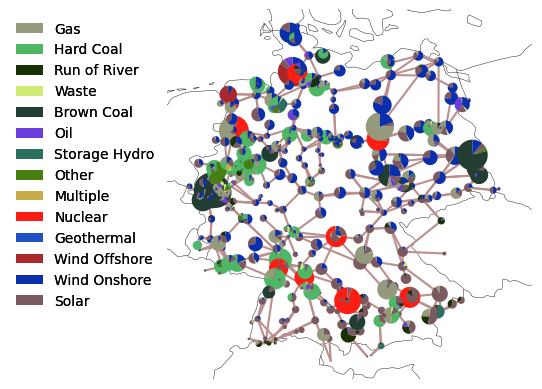 Gas
Hard Coal
Run of River
Waste
Brown Coal
Oil
Storage Hydro
Other
Multiple
Nuclear
Geothermal
Wind Offshore
Wind Onshore
Solar